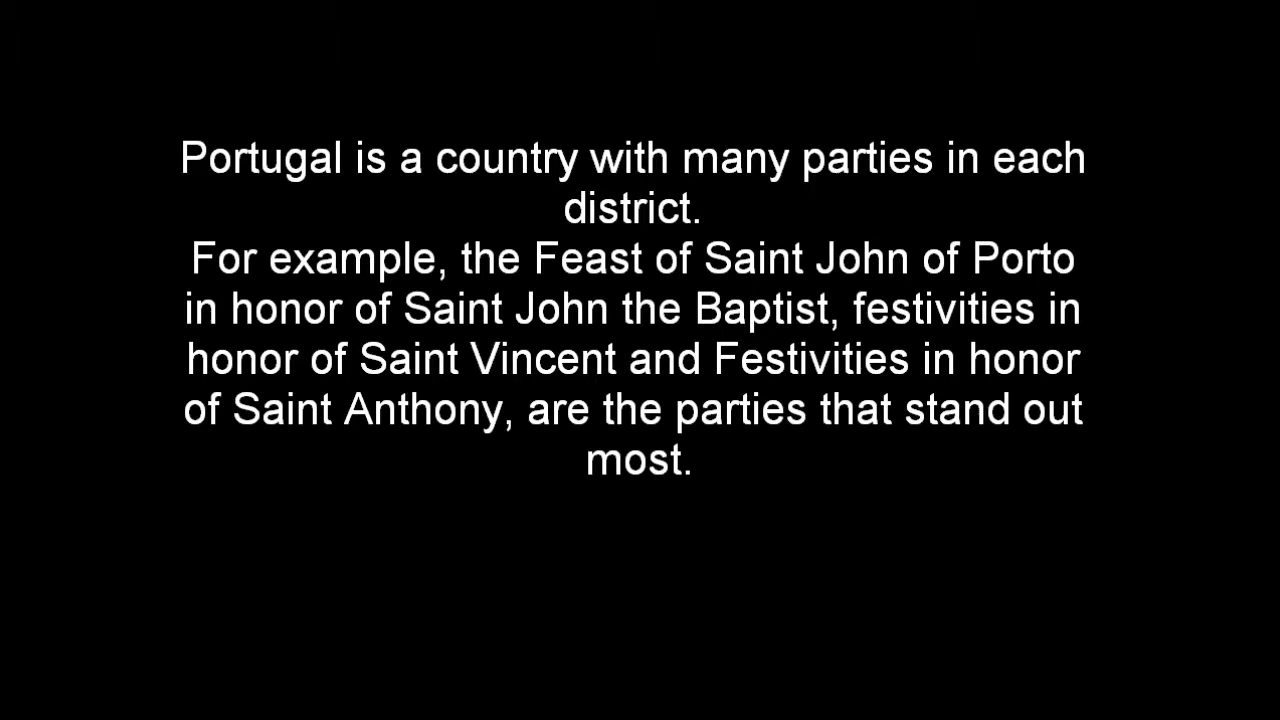 Portugal is a country with many parties in each
district.
For example, the Feast of Saint John of Porto
in honor of Saint John the Baptist, festivities in
honor of Saint Vincent and Festivities in honor
of Saint Anthony, are the parties that stand out
most.